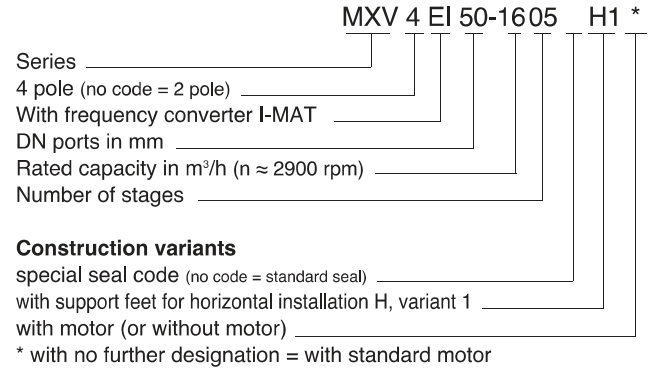 MXV 4 EI 50-16 05 H1 *
Series
4 pole (no code = 2 pole)
With frequency converter I-MAT
DN ports in mm
Rated capacity in m³/h (n ≈ 2900 rpm)
Number of stages
Construction variants
special seal code (no code = standard seal)
with support feet for horizontal installation H, variant 1
with motor (or without motor)
* with no further designation = with standard motor